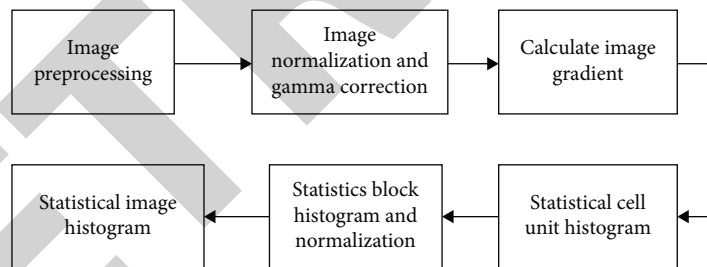 Image
preprocessing
Image
normalization and
gamma correction
Calculate image
gradient
Statistical image
histogram
Statistics block
histogram and
normalization
Statistical cell
unit histogram